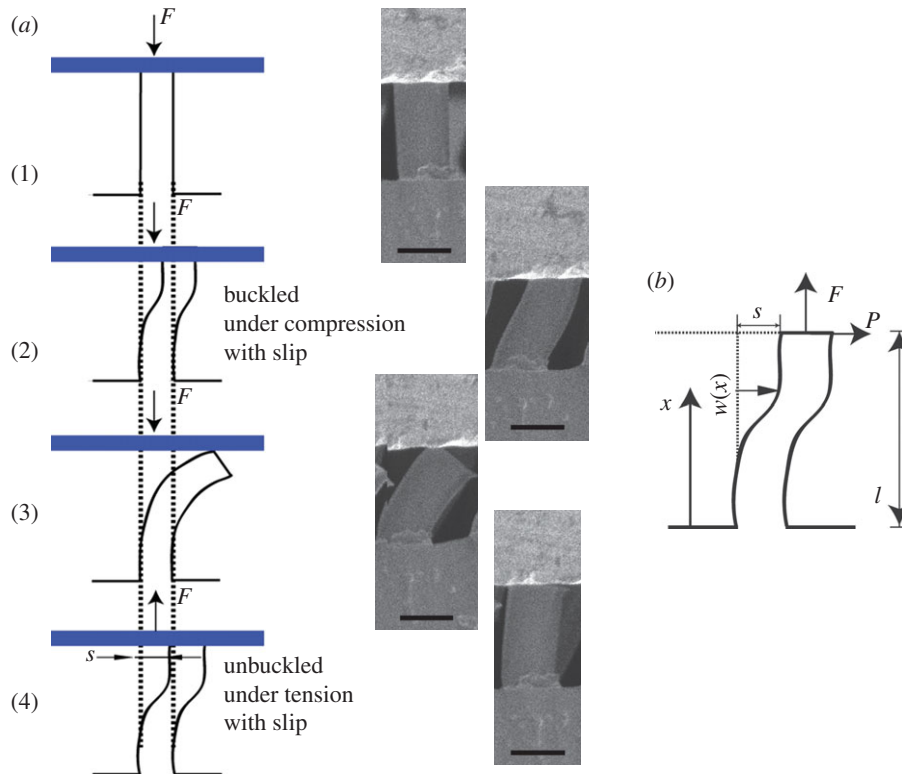 (a)
F
(1)
F
buckled
under compression
with slip
(2)
F
(3)
F
s
unbuckled
under tension
with slip
(4)
(b)
F
s
P
w(x)
x
l